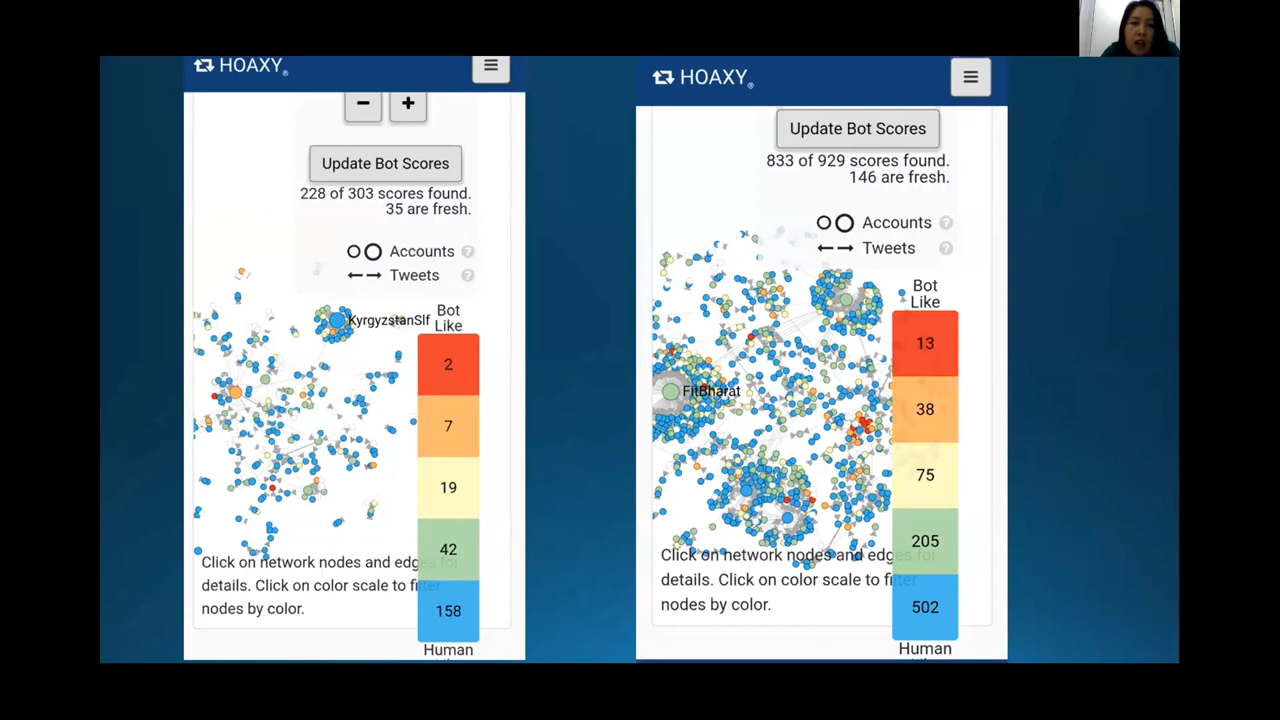 HOAXY®
− +
Update Bot Scores
228 of 303 scores found.
35 are fresh.
Accounts ?
Tweets ?
KyrgyzstanSlf
Bot
Like
2
7
19
42
158
Click on network nodes and edges for
details. Click on color scale to filter
nodes by color.
Human
HOAXY®
Update Bot Scores
833 of 929 scores found.
146 are fresh.
Accounts ?
Tweets ?
FitBharat
Bot
Like
13
38
75
205
502
Click on network nodes and edges for
details. Click on color scale to filter
nodes by color.
Human